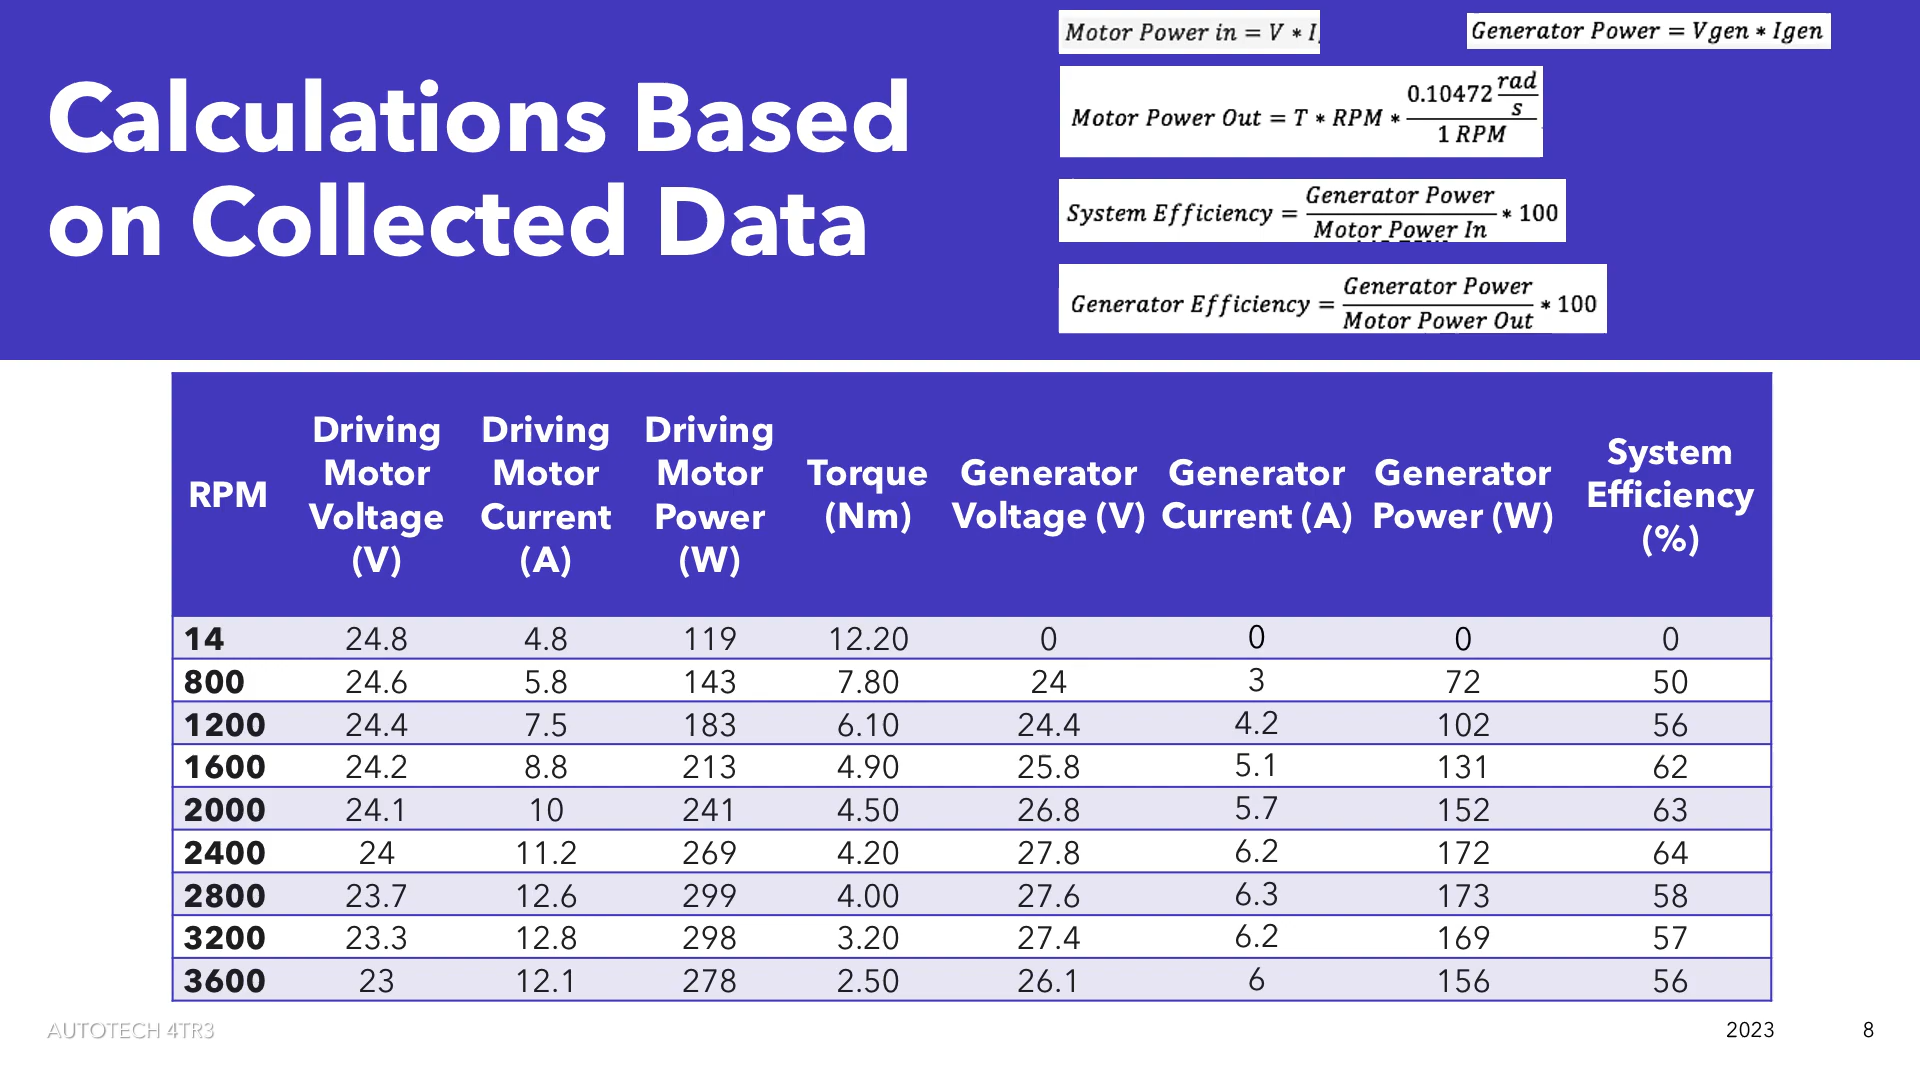 Calculations Based
on Collected Data
Motor Power in = V * I
Generator Power = Vgen * Igen
Motor Power Out = T * RPM * 0.10472 rad/s / 1 RPM
System Efficiency = Generator Power / Motor Power In * 100
Generator Efficiency = Generator Power / Motor Power Out * 100
RPM Driving Motor Voltage (V) Driving Motor Current (A) Driving Motor Power (W) Torque (Nm) Generator Voltage (V) Generator Current (A) Generator Power (W) System Efficiency (%)
14 24.8 4.8 119 12.20 0 0 0 0
800 24.6 5.8 143 7.80 24 3 72 50
1200 24.4 7.5 183 6.10 24.4 4.2 102 56
1600 24.2 8.8 213 4.90 25.8 5.1 131 62
2000 24.1 10 241 4.50 26.8 5.7 152 63
2400 24 11.2 269 4.20 27.8 6.2 172 64
2800 23.7 12.6 299 4.00 27.6 6.3 173 58
3200 23.3 12.8 298 3.20 27.4 6.2 169 57
3600 23 12.1 278 2.50 26.1 6 156 56
AUTOTECH 4TR3
2023
8